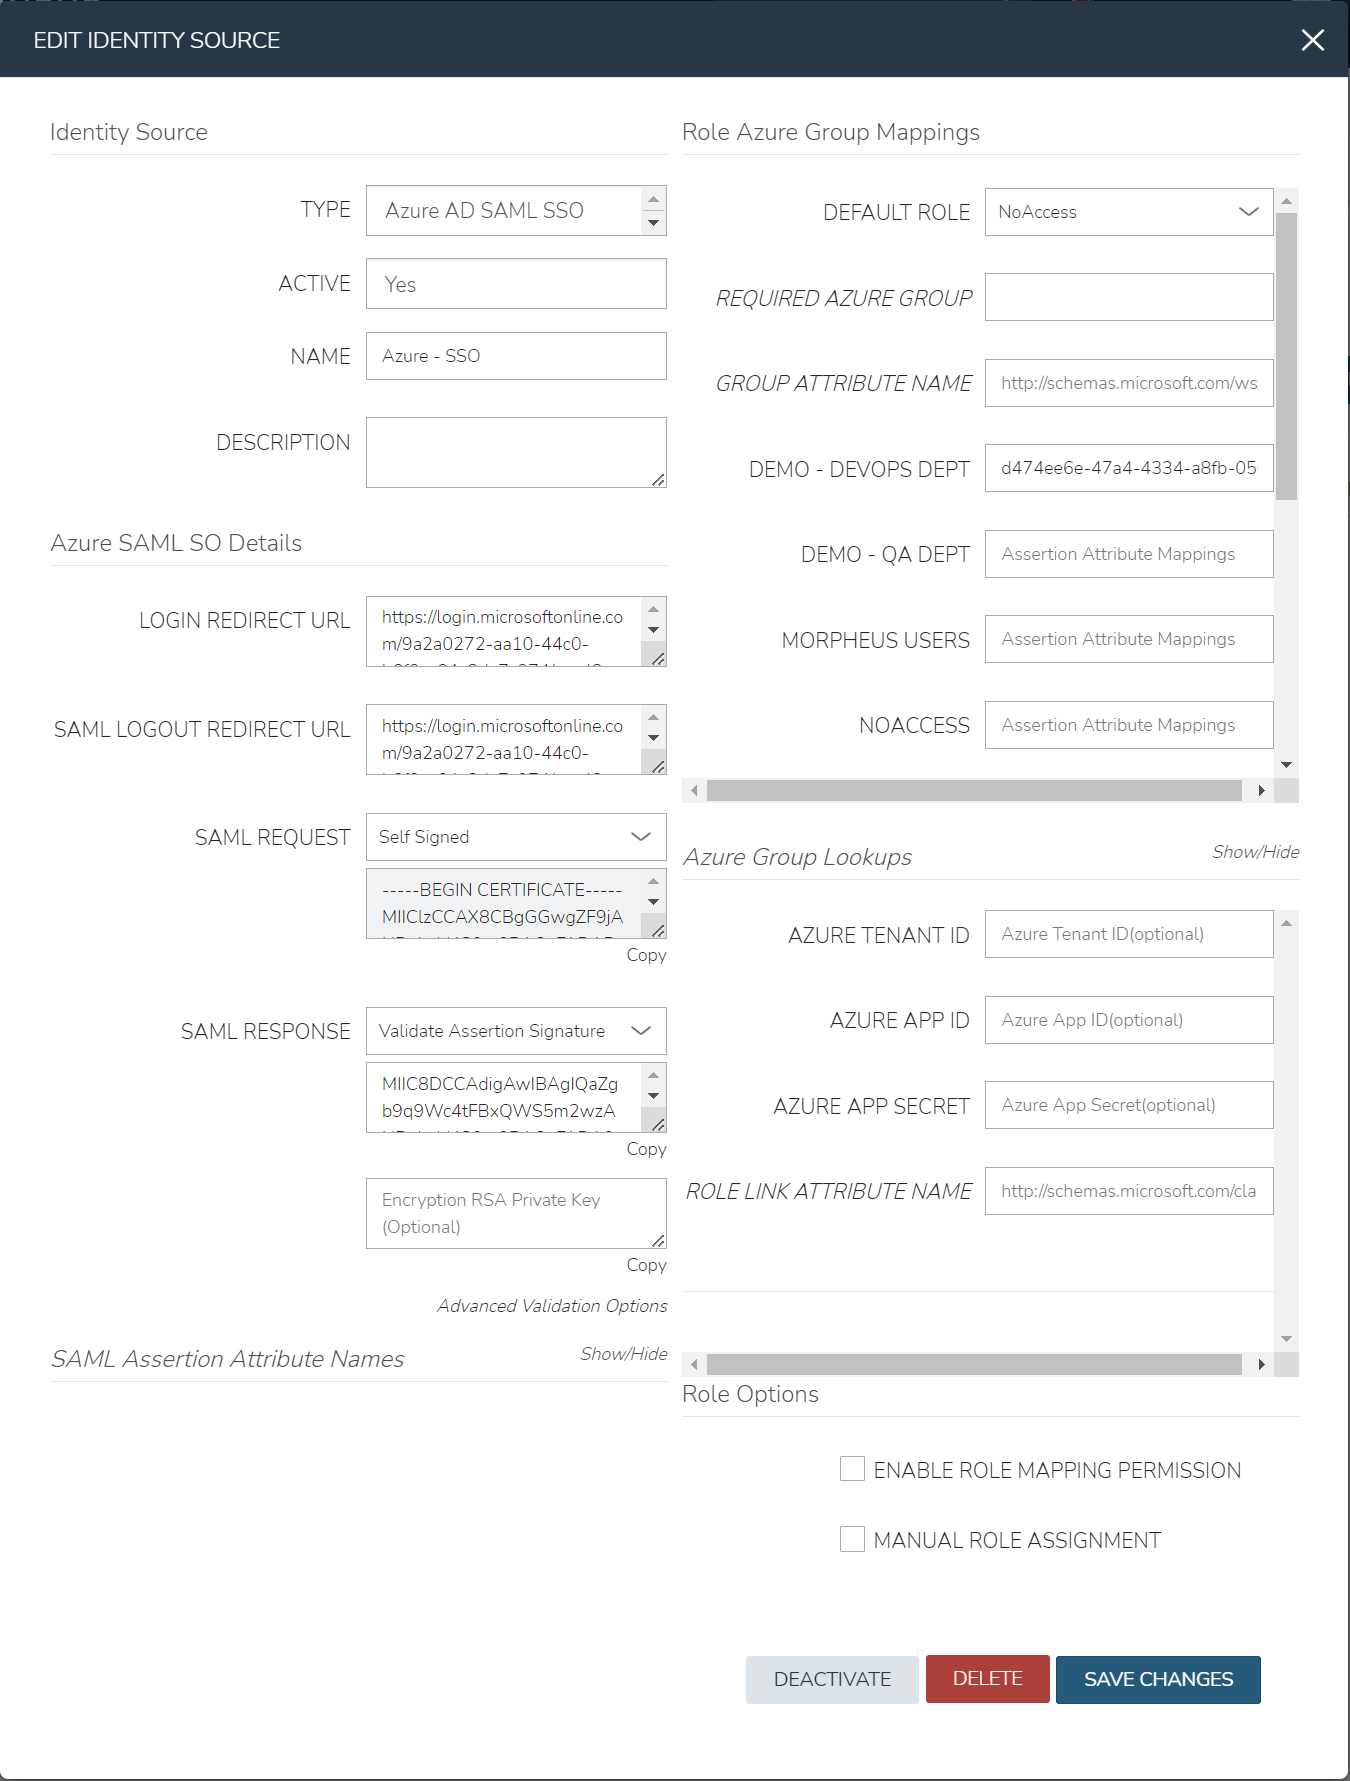 EDIT IDENTITY SOURCE
Identity Source
TYPE
Azure AD SAML SSO
ACTIVE
Yes
NAME
Azure - SSO
DESCRIPTION
Azure SAML SO Details
LOGIN REDIRECT URL
https://login.microsoftonline.co
m/9a2a0272-aa10-44c0-
SAML LOGOUT REDIRECT URL
https://login.microsoftonline.co
m/9a2a0272-aa10-44c0-
SAML REQUEST
Self Signed
-----BEGIN CERTIFICATE-----
MIIClzCCAX8CBgGGwgZF9jA
Copy
SAML RESPONSE
Validate Assertion Signature
MIIC8DCCAdigAwIBAgIQaZg
b9q9Wc4tFBxQWS5m2wzA
Copy
Encryption RSA Private Key
(Optional)
Copy
Advanced Validation Options
SAML Assertion Attribute Names
Show/Hide
Role Azure Group Mappings
DEFAULT ROLE
NoAccess
REQUIRED AZURE GROUP
GROUP ATTRIBUTE NAME
http://schemas.microsoft.com/ws
DEMO - DEVOPS DEPT
d474ee6e-47a4-4334-a8fb-05
DEMO - QA DEPT
Assertion Attribute Mappings
MORPHEUS USERS
Assertion Attribute Mappings
NOACCESS
Assertion Attribute Mappings
Azure Group Lookups
Show/Hide
AZURE TENANT ID
Azure Tenant ID(optional)
AZURE APP ID
Azure App ID(optional)
AZURE APP SECRET
Azure App Secret(optional)
ROLE LINK ATTRIBUTE NAME
http://schemas.microsoft.com/cla
Role Options
ENABLE ROLE MAPPING PERMISSION
MANUAL ROLE ASSIGNMENT
DEACTIVATE
DELETE
SAVE CHANGES